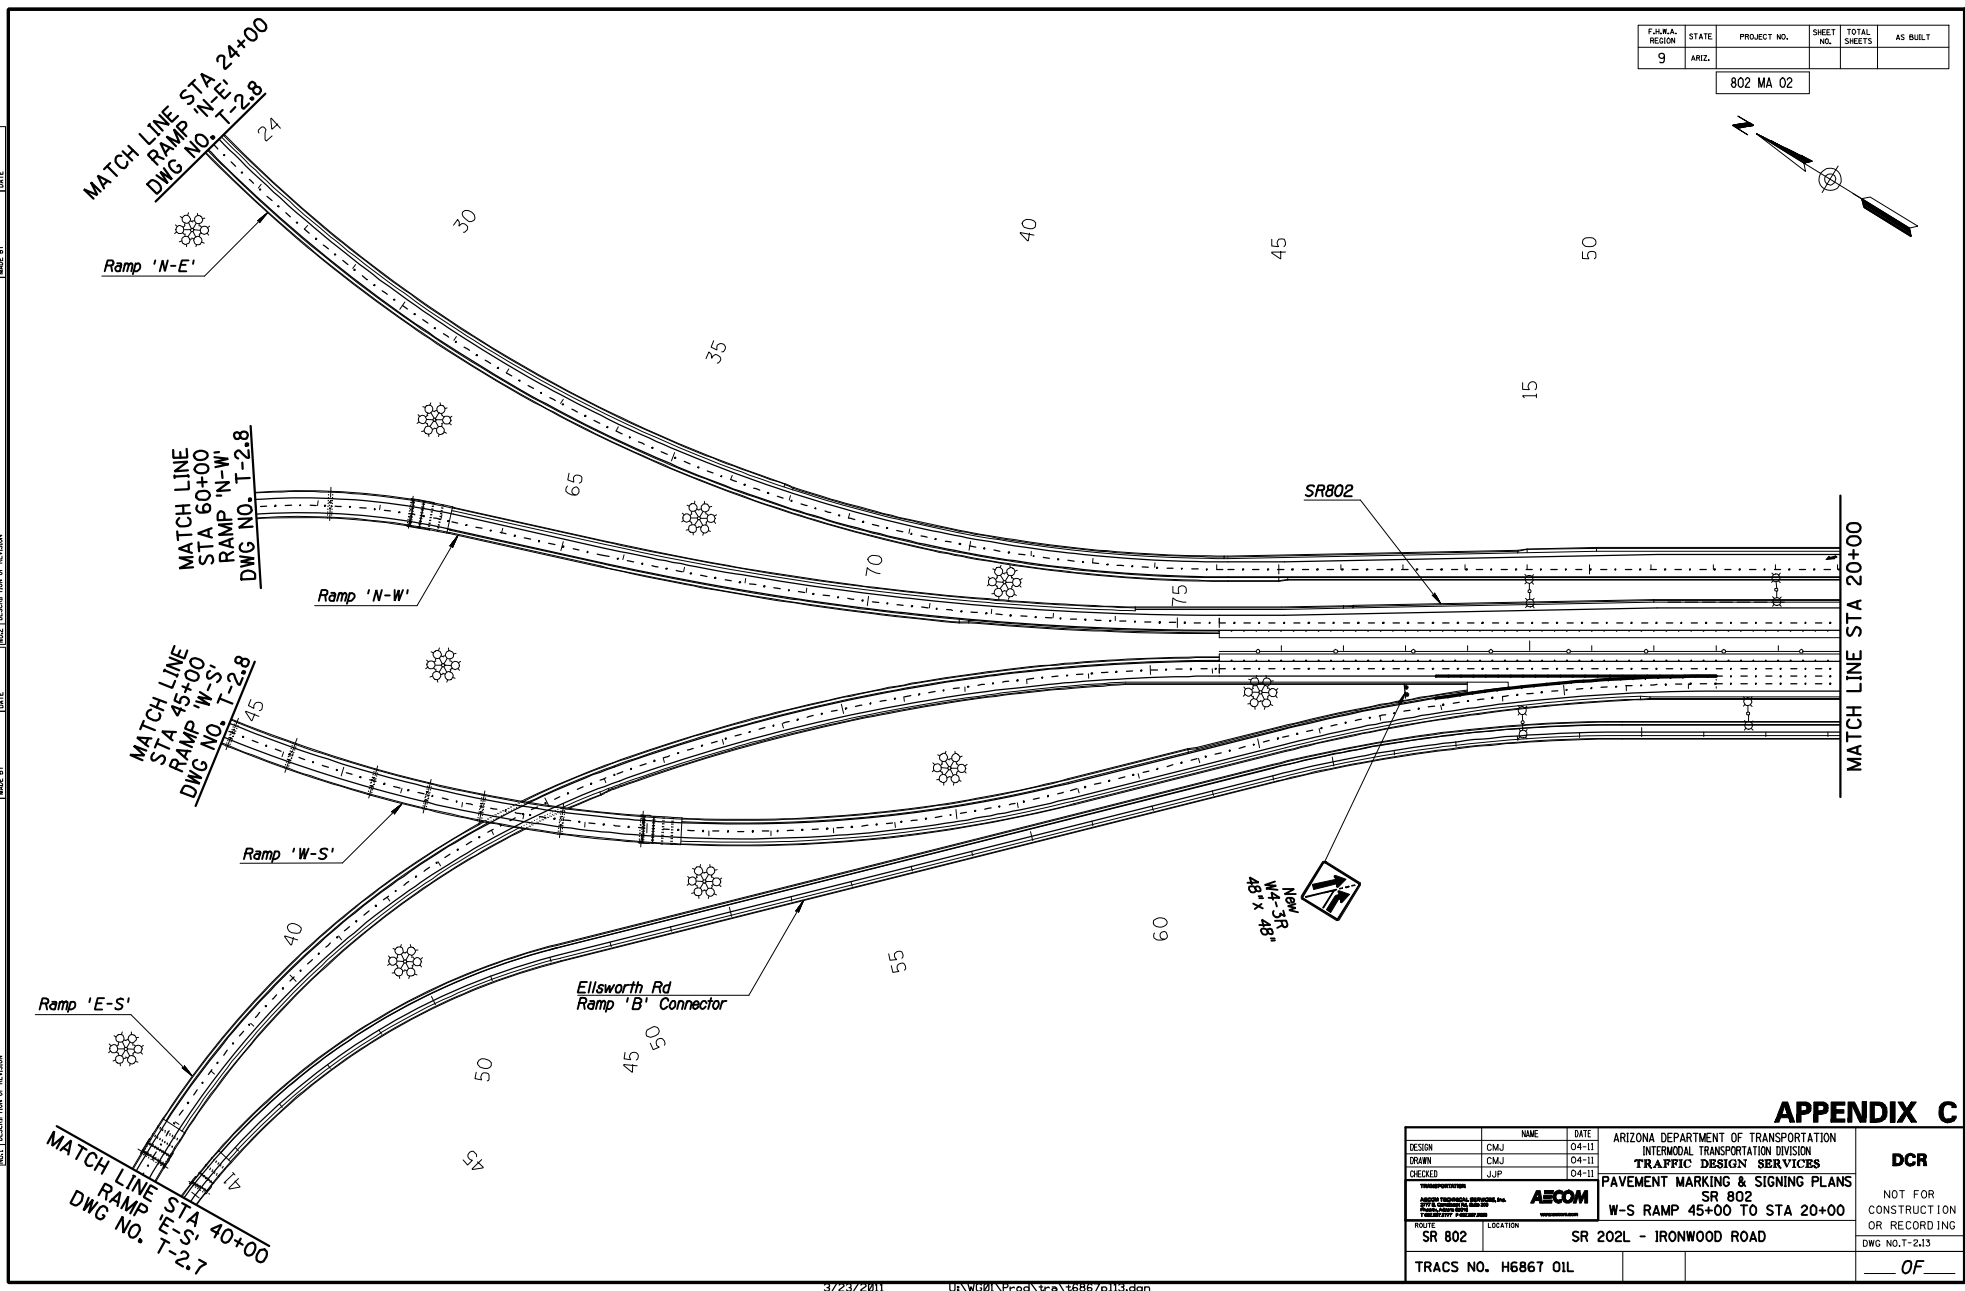 F.H.W.A. REGION
STATE
PROJECT NO.
SHEET NO.
TOTAL SHEETS
AS BUILT
9
ARIZ.
802 MA 02
N
MATCH LINE STA 24+00
RAMP 'N-E'
DWG NO. T-2.8
24
30
35
40
45
50
15
Ramp 'N-E'
MATCH LINE
STA 60+00
RAMP 'N-W'
DWG NO. T-2.8
65
70
75
Ramp 'N-W'
SR802
MATCH LINE STA 20+00
MATCH LINE
STA 45+00
RAMP 'W-S'
DWG NO. T-2.8
45
Ramp 'W-S'
New
W4-3R
48" X 48"
40
55
60
Ellsworth Rd
Ramp 'B' Connector
Ramp 'E-S'
50
45
50
45
41
MATCH LINE STA 40+00
RAMP 'E-S'
DWG NO. T-2.7
APPENDIX C
NAME
DATE
DESIGN CMJ 04-11
DRAWN CMJ 04-11
CHECKED JJP 04-11
ARIZONA DEPARTMENT OF TRANSPORTATION
INTERMODAL TRANSPORTATION DIVISION
TRAFFIC DESIGN SERVICES
PAVEMENT MARKING & SIGNING PLANS
SR 802
W-S RAMP 45+00 TO STA 20+00
DCR
NOT FOR
CONSTRUCTION
OR RECORDING
TRANSPORTATION
AECOM
ROUTE
SR 802
LOCATION
SR 202L - IRONWOOD ROAD
DWG NO.T-2.13
TRACS NO. H6867 01L
OF
3/23/2011